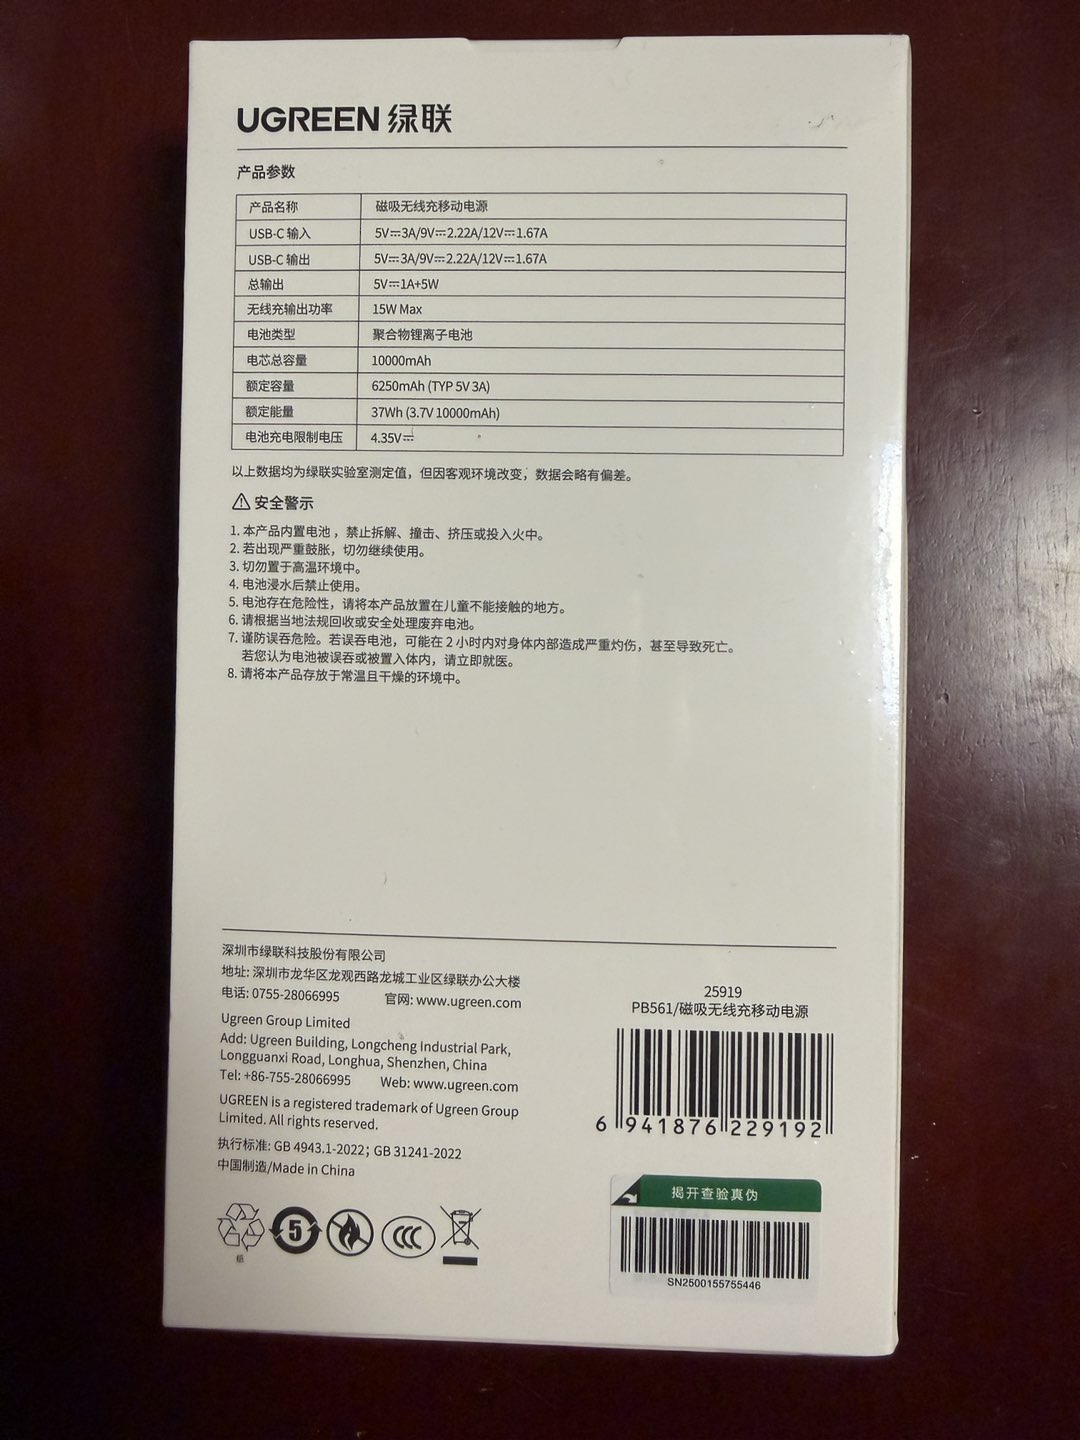 UGREEN 绿联
产品参数
产品名称 磁吸无线充移动电源
USB-C 输入 5V⎓3A/9V⎓2.22A/12V⎓1.67A
USB-C 输出 5V⎓3A/9V⎓2.22A/12V⎓1.67A
总输出 5V⎓1A+5W
无线充输出功率 15W Max
电池类型 聚合物锂离子电池
电芯总容量 10000mAh
额定容量 6250mAh (TYP 5V 3A)
额定能量 37Wh (3.7V 10000mAh)
电池充电限制电压 4.35V⎓
以上数据均为绿联实验室测定值，但因客观环境改变，数据会略有偏差。
安全警示
1. 本产品内置电池，禁止拆解、撞击、挤压或投入火中。
2. 若出现严重鼓胀，切勿继续使用。
3. 切勿置于高温环境中。
4. 电池浸水后禁止使用。
5. 电池存在危险性，请将本产品放置在儿童不能接触的地方。
6. 请根据当地法规回收或安全处理废弃电池。
7. 谨防误吞危险。若误吞电池，可能在 2 小时内对身体内部造成严重灼伤，甚至导致死亡。
若您认为电池被误吞或被置入体内，请立即就医。
8. 请将本产品存放于常温且干燥的环境中。
深圳市绿联科技股份有限公司
地址: 深圳市龙华区龙观西路龙城工业区绿联办公大楼
电话: 0755-28066995 官网: www.ugreen.com
Ugreen Group Limited
Add: Ugreen Building, Longcheng Industrial Park,
Longguanxi Road, Longhua, Shenzhen, China
Tel: +86-755-28066995 Web: www.ugreen.com
UGREEN is a registered trademark of Ugreen Group
Limited. All rights reserved.
执行标准: GB 4943.1-2022; GB 31241-2022
中国制造/Made in China
5
CCC
纸
25919
PB561/磁吸无线充移动电源
6 941876 229192
揭开查验真伪
SN2500155755446